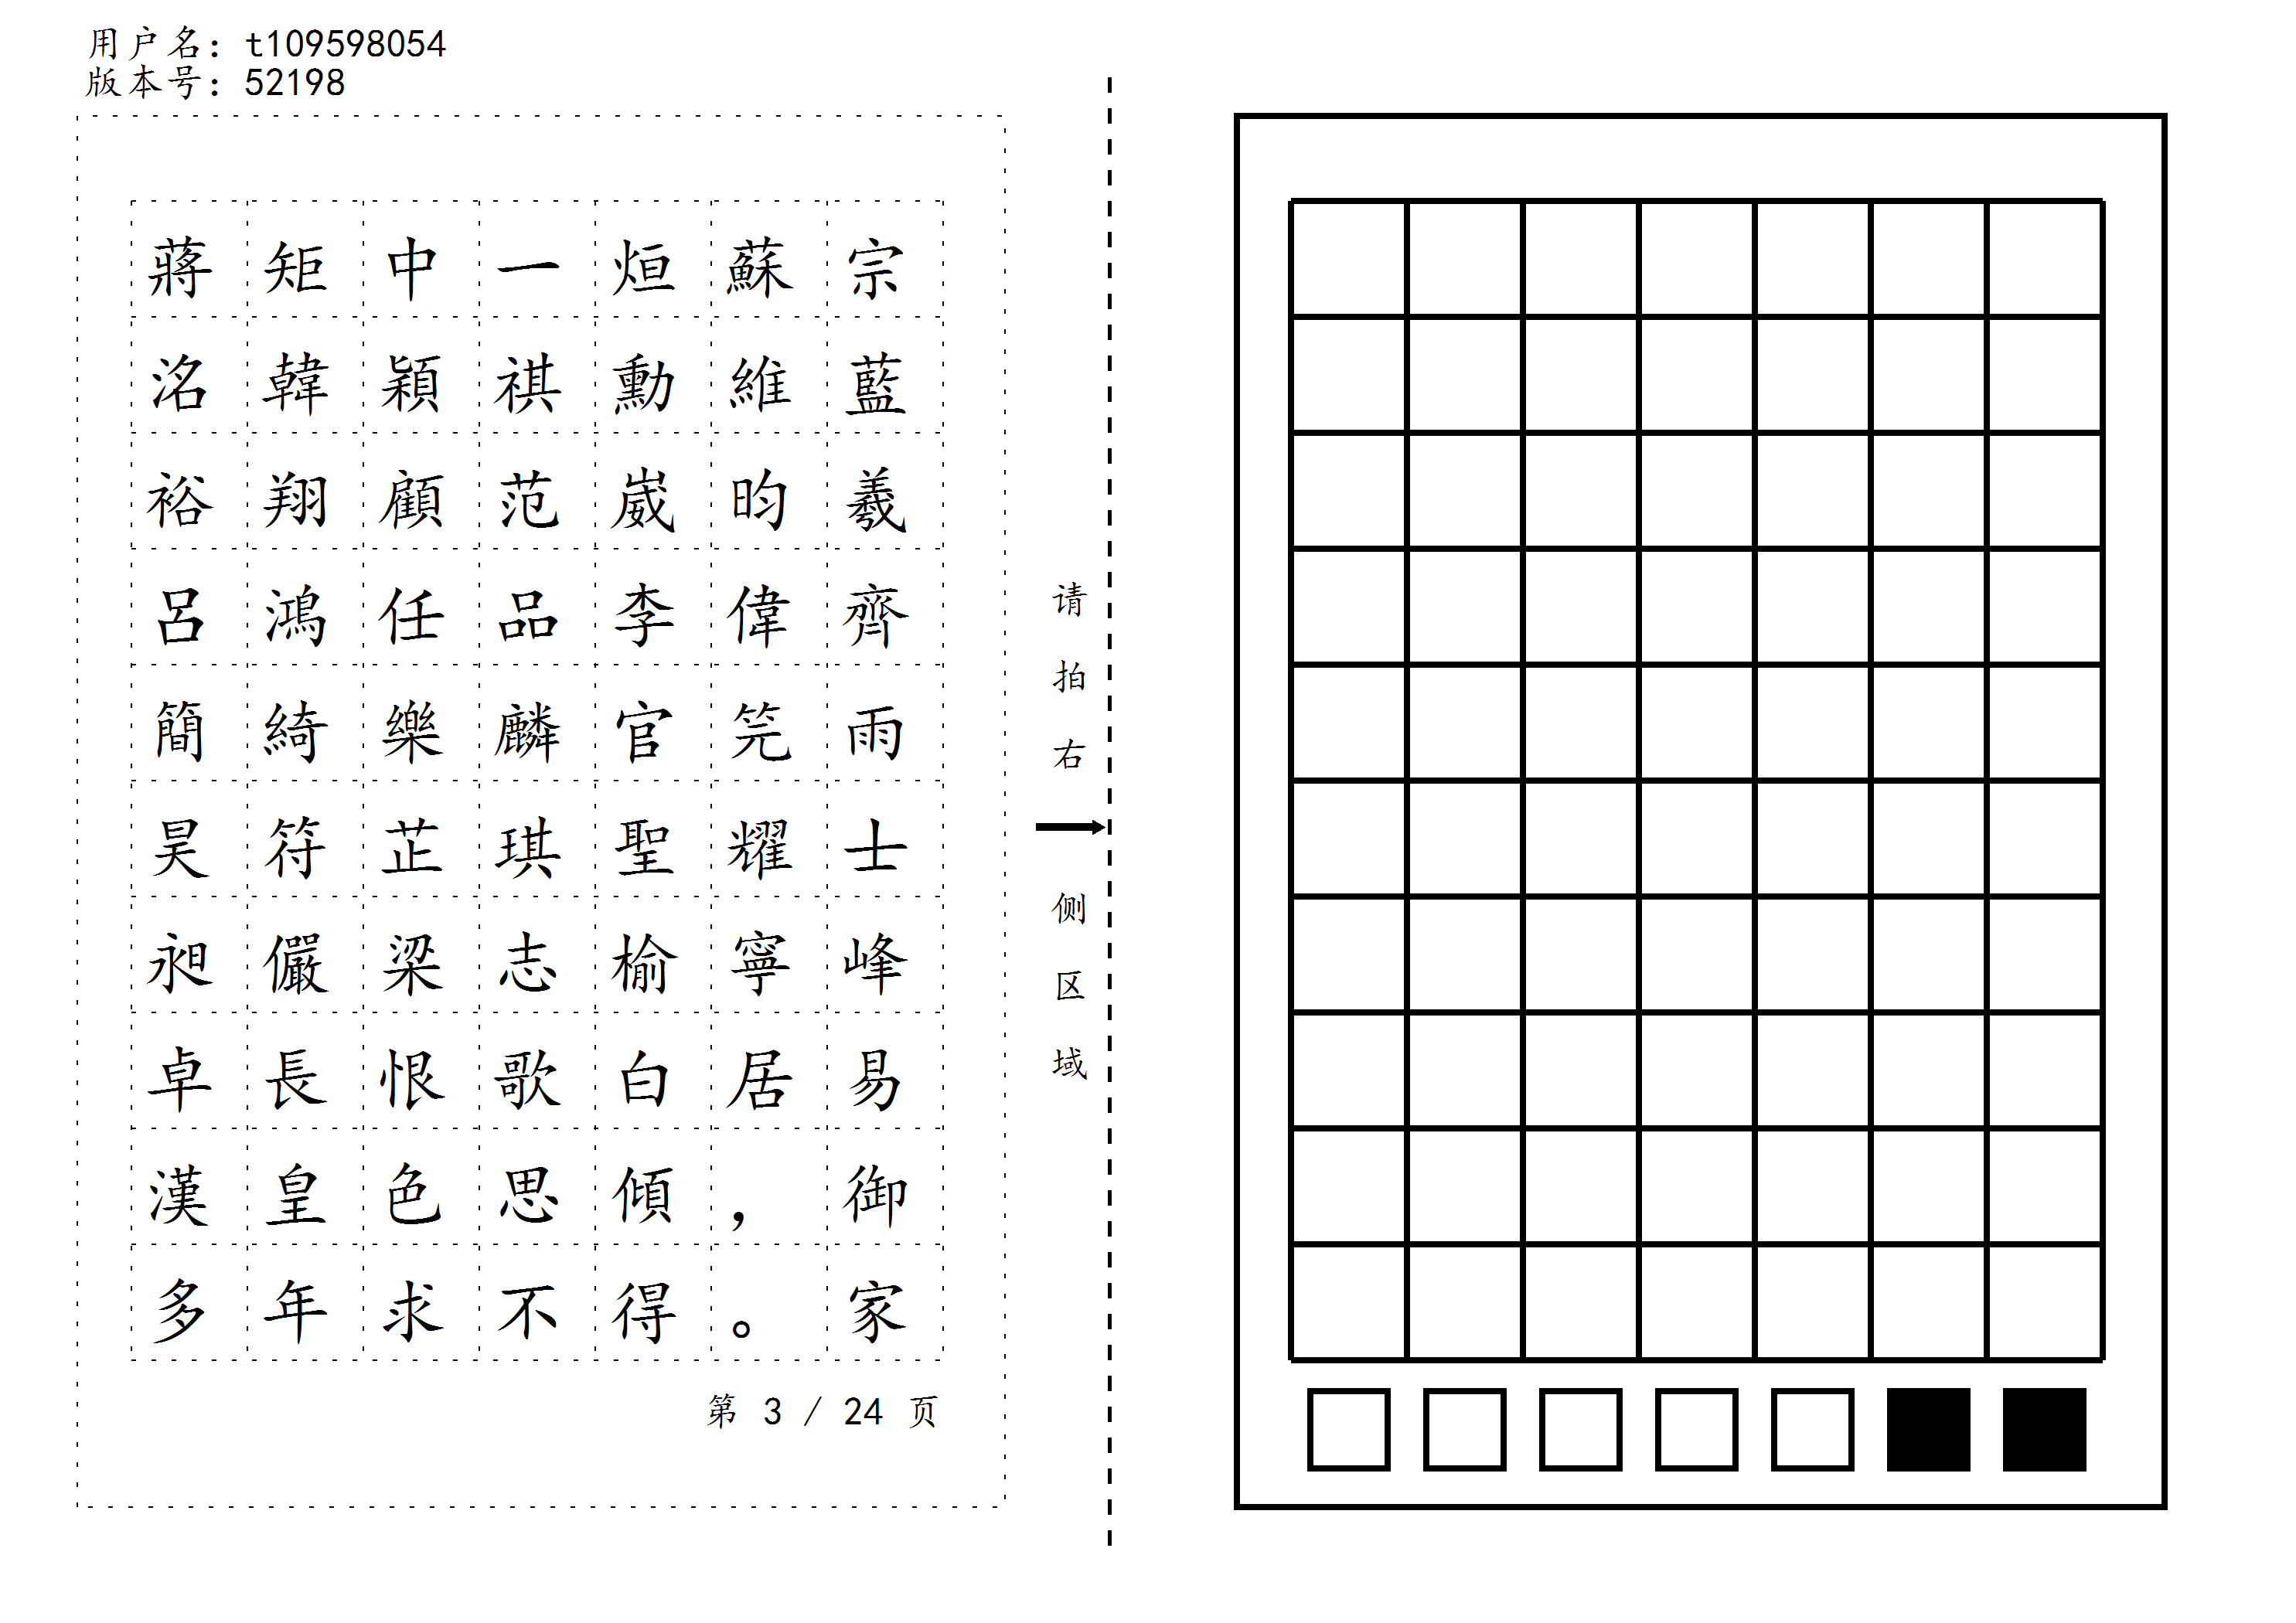 用户名: t109598054
版本号: 52198
蔣矩中一烜蘇宗
洺韓穎祺勳維藍
裕翔顧范崴昀羲
呂鴻任品李偉齊
簡綺樂麟官筦雨
昊符芷琪聖耀士
昶儼梁志榆寧峰
卓長恨歌白居易
漢皇色思傾，御
多年求不得。家
第 3 / 24 页
请拍右
侧区域